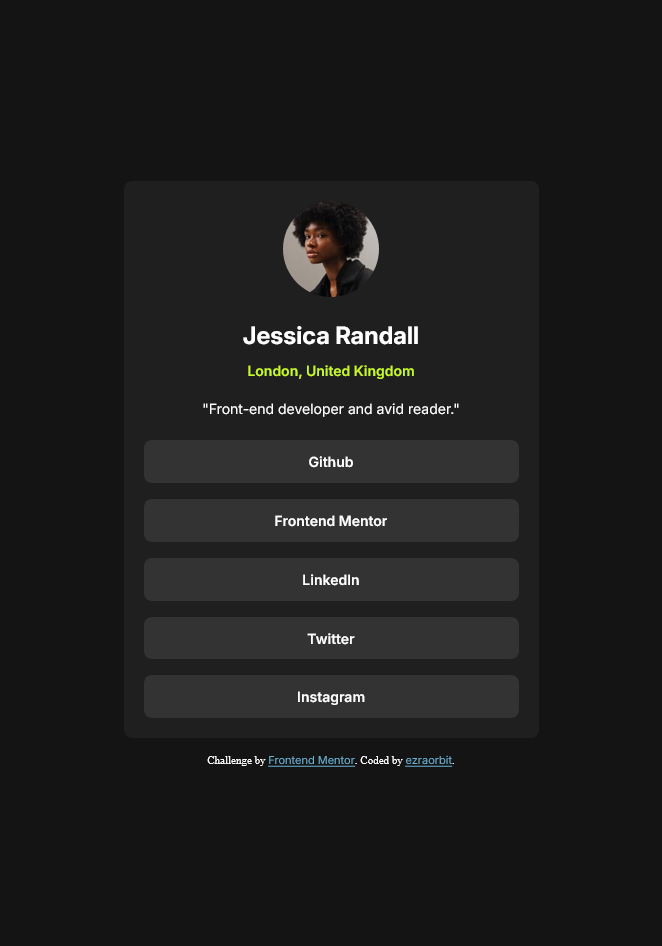 Jessica Randall
London, United Kingdom
"Front-end developer and avid reader."
Github
Frontend Mentor
LinkedIn
Twitter
Instagram
Challenge by Frontend Mentor. Coded by ezraorbit.